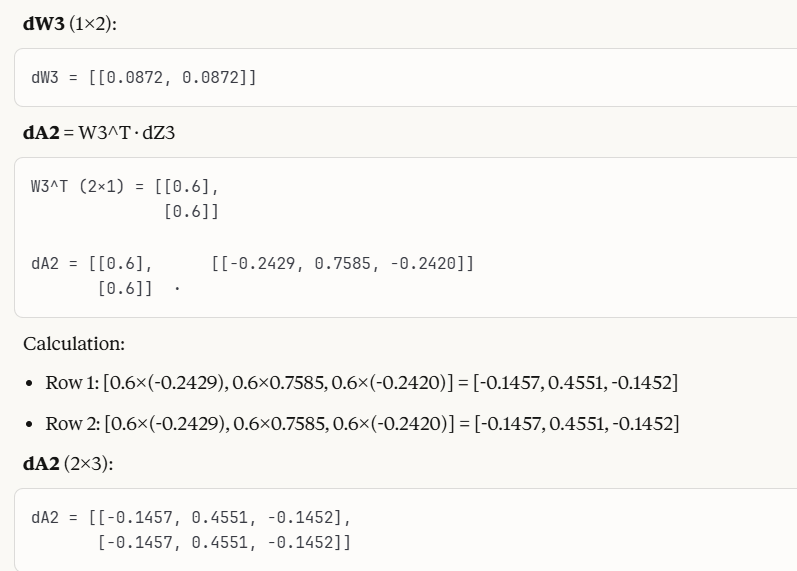 dW3 (1×2):
dW3 = [[0.0872, 0.0872]]
dA2 = W3^T · dZ3
W3^T (2×1) = [[0.6],
[0.6]]
dA2 = [[0.6],      [[-0.2429, 0.7585, -0.2420]]
[0.6]]  ·
Calculation:
• Row 1: [0.6×(-0.2429), 0.6×0.7585, 0.6×(-0.2420)] = [-0.1457, 0.4551, -0.1452]
• Row 2: [0.6×(-0.2429), 0.6×0.7585, 0.6×(-0.2420)] = [-0.1457, 0.4551, -0.1452]
dA2 (2×3):
dA2 = [[-0.1457, 0.4551, -0.1452],
[-0.1457, 0.4551, -0.1452]]